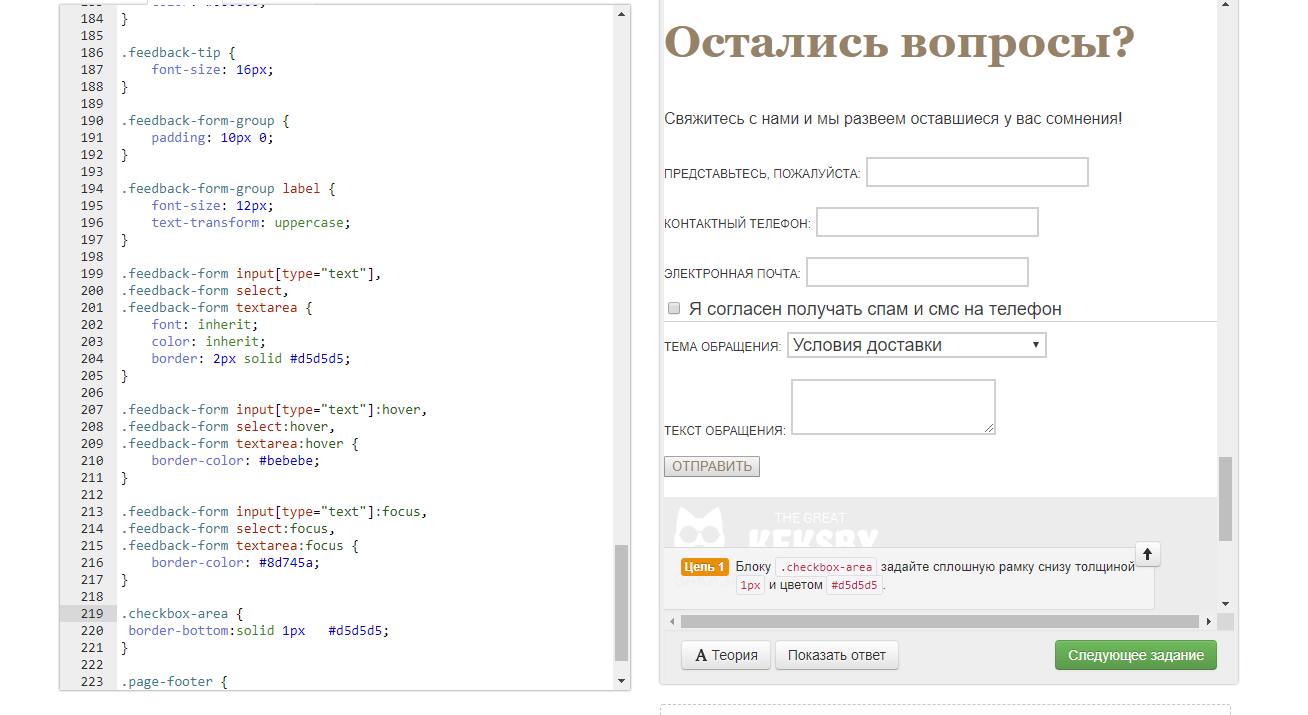 184 }
185
186 .feedback-tip {
187     font-size: 16px;
188 }
189
190 .feedback-form-group {
191     padding: 10px 0;
192 }
193
194 .feedback-form-group label {
195     font-size: 12px;
196     text-transform: uppercase;
197 }
198
199 .feedback-form input[type="text"],
200 .feedback-form select,
201 .feedback-form textarea {
202     font: inherit;
203     color: inherit;
204     border: 2px solid #d5d5d5;
205 }
206
207 .feedback-form input[type="text"]:hover,
208 .feedback-form select:hover,
209 .feedback-form textarea:hover {
210     border-color: #bebebe;
211 }
212
213 .feedback-form input[type="text"]:focus,
214 .feedback-form select:focus,
215 .feedback-form textarea:focus {
216     border-color: #8d745a;
217 }
218
219 .checkbox-area {
220  border-bottom:solid 1px   #d5d5d5;
221 }
222
223 .page-footer {
Остались вопросы?
Свяжитесь с нами и мы развеем оставшиеся у вас сомнения!
ПРЕДСТАВЬТЕСЬ, ПОЖАЛУЙСТА:
КОНТАКТНЫЙ ТЕЛЕФОН:
ЭЛЕКТРОННАЯ ПОЧТА:
Я согласен получать спам и смс на телефон
ТЕМА ОБРАЩЕНИЯ: Условия доставки
ТЕКСТ ОБРАЩЕНИЯ:
ОТПРАВИТЬ
THE GREAT
KEKSBY
Цель 1 Блоку .checkbox-area задайте сплошную рамку снизу толщиной
1px и цветом #d5d5d5.
A Теория Показать ответ Следующее задание